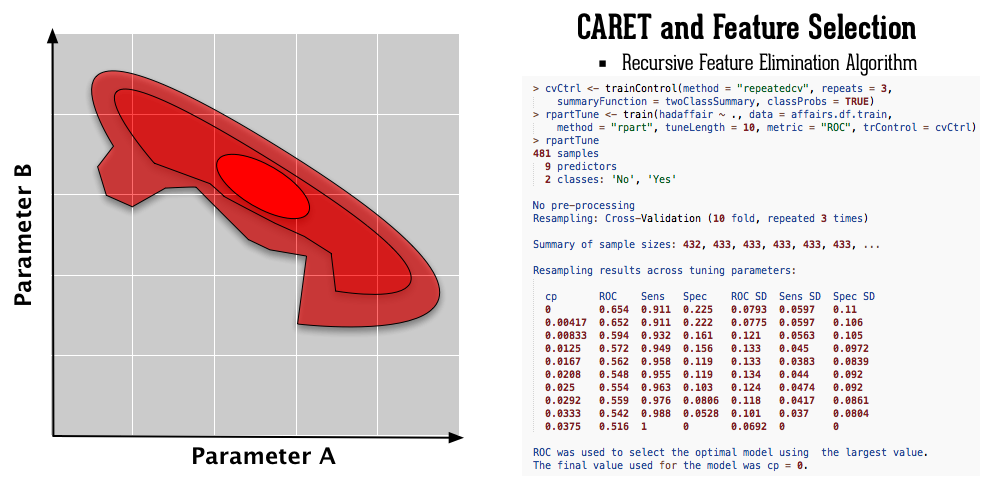 Parameter B
Parameter A
CARET and Feature Selection
▪ Recursive Feature Elimination Algorithm
> cvCtrl <- trainControl(method = "repeatedcv", repeats = 3,
summaryFunction = twoClassSummary, classProbs = TRUE)
> rpartTune <- train(hadaffair ~ ., data = affairs.df.train,
method = "rpart", tuneLength = 10, metric = "ROC", trControl = cvCtrl)
> rpartTune
481 samples
9 predictors
2 classes: 'No', 'Yes'
No pre-processing
Resampling: Cross-Validation (10 fold, repeated 3 times)
Summary of sample sizes: 432, 433, 433, 433, 433, 433, ...
Resampling results across tuning parameters:
cp ROC Sens Spec ROC SD Sens SD Spec SD
0 0.654 0.911 0.225 0.0793 0.0597 0.11
0.00417 0.652 0.911 0.222 0.0775 0.0597 0.106
0.00833 0.594 0.932 0.161 0.121 0.0563 0.105
0.0125 0.572 0.949 0.156 0.133 0.045 0.0972
0.0167 0.562 0.958 0.119 0.133 0.0383 0.0839
0.0208 0.548 0.955 0.119 0.134 0.044 0.092
0.025 0.554 0.963 0.103 0.124 0.0474 0.092
0.0292 0.559 0.976 0.0806 0.118 0.0417 0.0861
0.0333 0.542 0.988 0.0528 0.101 0.037 0.0804
0.0375 0.516 1 0 0.0692 0 0
ROC was used to select the optimal model using the largest value.
The final value used for the model was cp = 0.